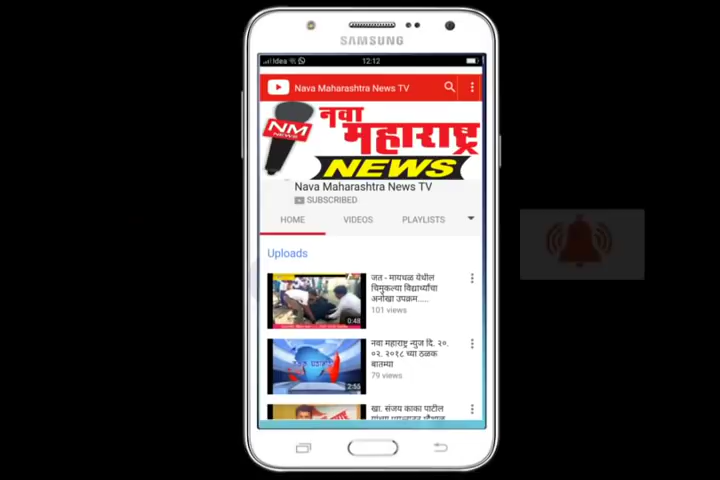 SAMSUNG
Idea
12:12
Nava Maharashtra News TV
नवा
महाराष्ट्र
NM
NEWS
NEWS
Nava Maharashtra News TV
SUBSCRIBED
HOME VIDEOS PLAYLISTS
Uploads
जत - मायथळ येथील
चिमुकल्या विद्यार्थ्यांचा
अनोखा उपक्रम.....
101 views
0:48
नवा महाराष्ट्र न्युज दि. २०.
०२. २०१८ च्या ठळक
बातम्या
79 views
2:55
खा. संजय काका पाटील